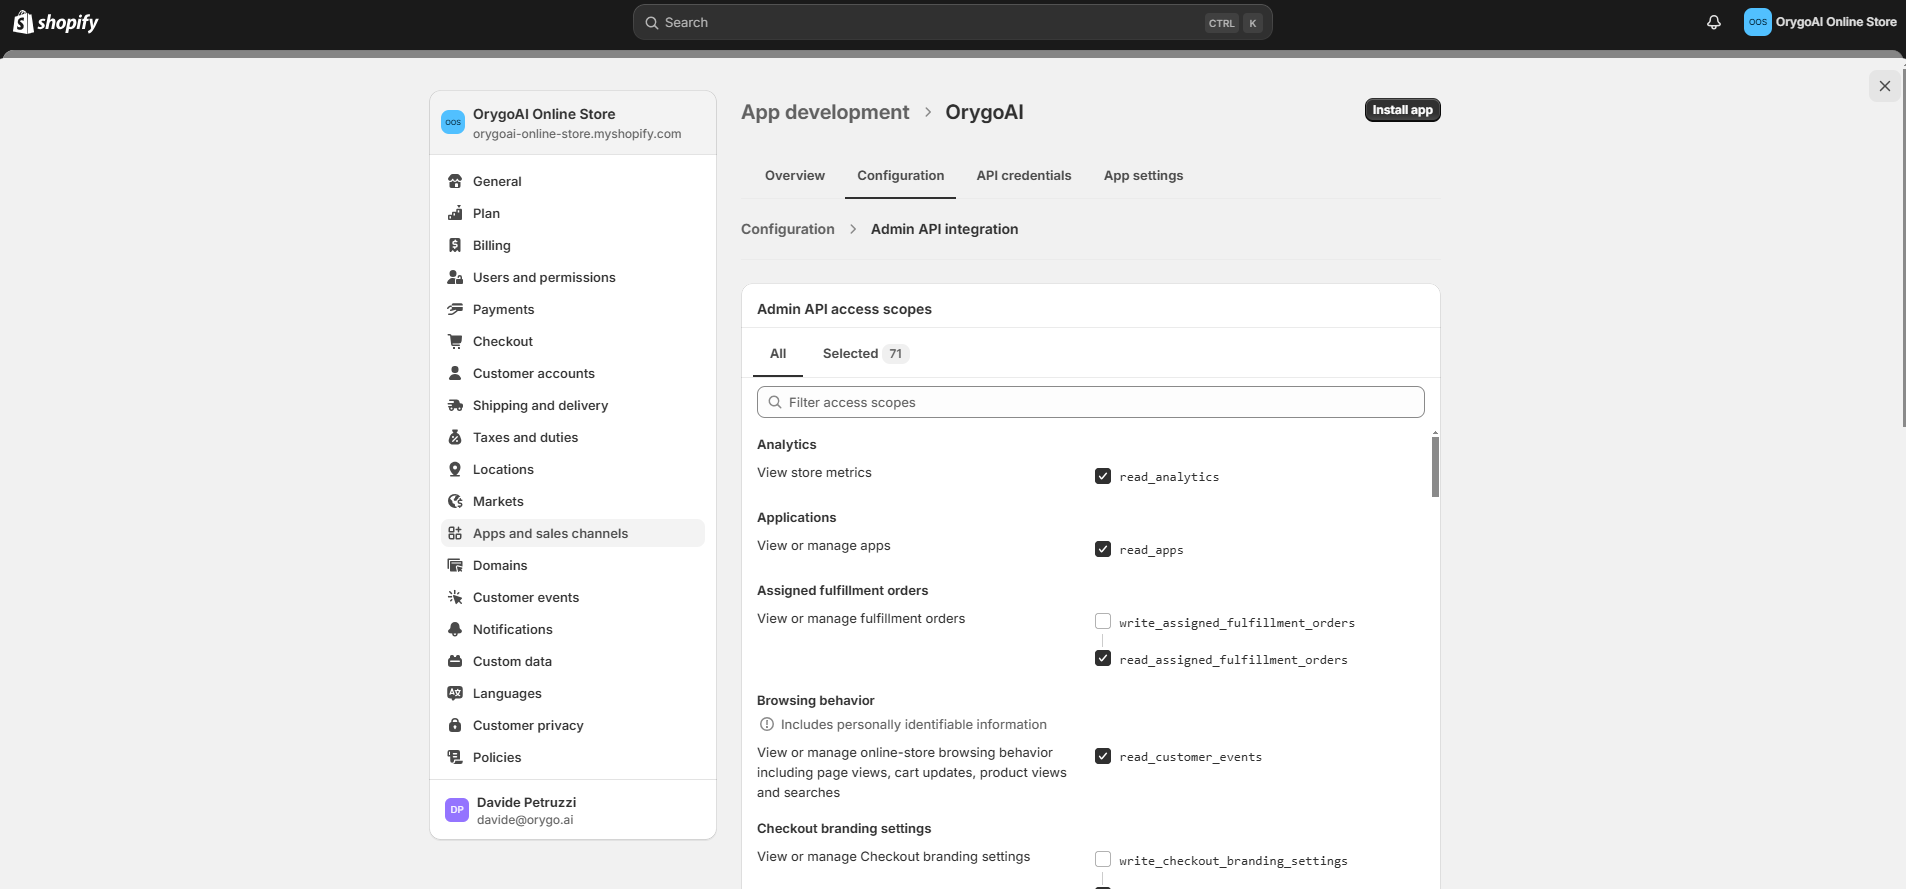 shopify
Search
CTRL K
OOS
OrygoAI Online Store
OOS
OrygoAI Online Store
orygoai-online-store.myshopify.com
General
Plan
Billing
Users and permissions
Payments
Checkout
Customer accounts
Shipping and delivery
Taxes and duties
Locations
Markets
Apps and sales channels
Domains
Customer events
Notifications
Custom data
Languages
Customer privacy
Policies
DP
Davide Petruzzi
davide@orygo.ai
App development > OrygoAI
Install app
Overview Configuration API credentials App settings
Configuration > Admin API integration
Admin API access scopes
All Selected 71
Filter access scopes
Analytics
View store metrics
read_analytics
Applications
View or manage apps
read_apps
Assigned fulfillment orders
View or manage fulfillment orders
write_assigned_fulfillment_orders
read_assigned_fulfillment_orders
Browsing behavior
Includes personally identifiable information
View or manage online-store browsing behavior
including page views, cart updates, product views
and searches
read_customer_events
Checkout branding settings
View or manage Checkout branding settings
write_checkout_branding_settings